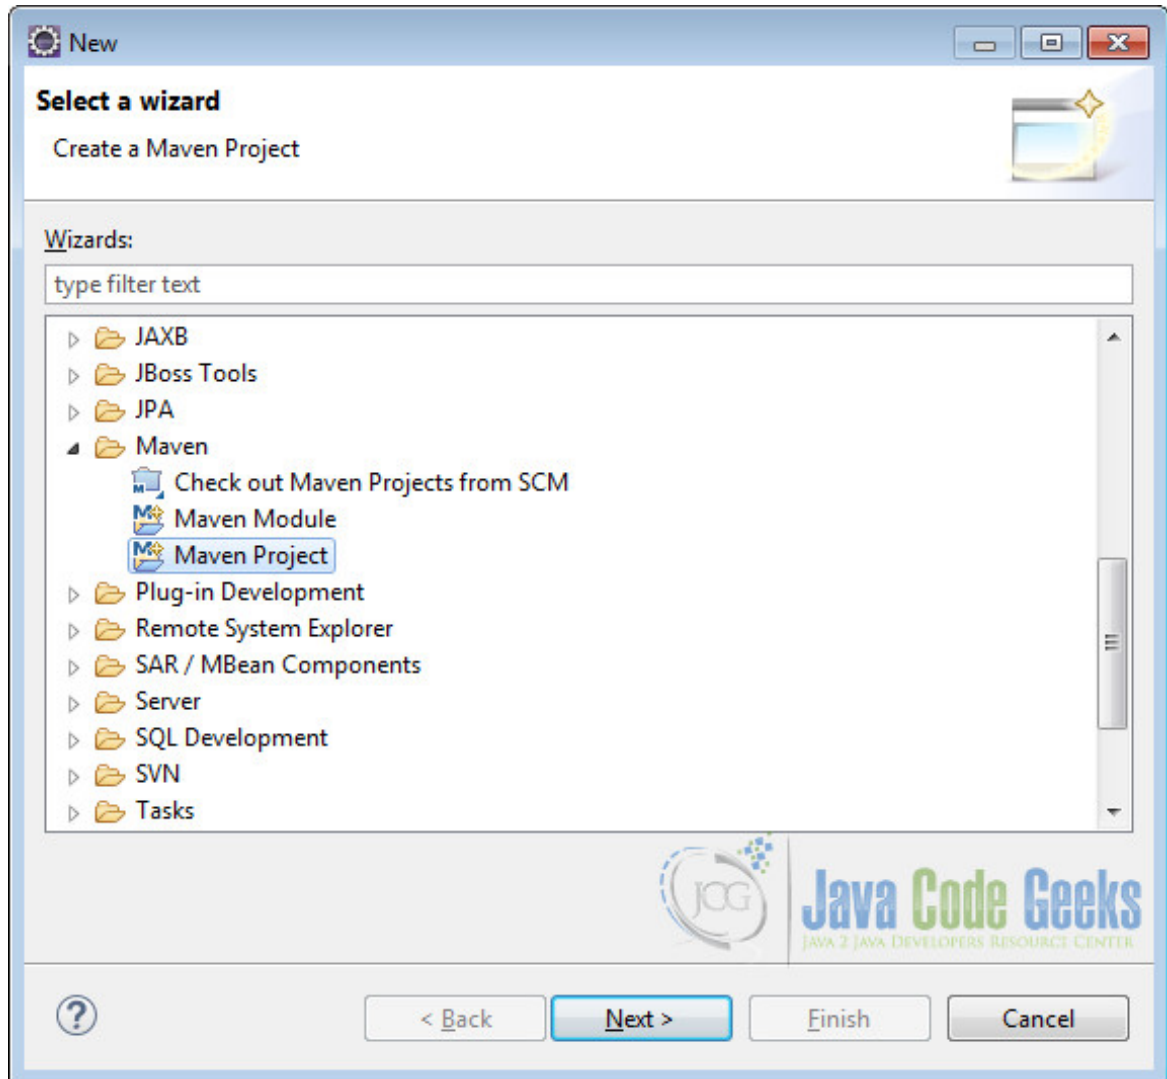 New
Select a wizard
Create a Maven Project
Wizards:
type filter text
JAXB
JBoss Tools
JPA
Maven
Check out Maven Projects from SCM
Maven Module
Maven Project
Plug-in Development
Remote System Explorer
SAR / MBean Components
Server
SQL Development
SVN
Tasks
JCG
Java Code Geeks
JAVA 2 JAVA DEVELOPERS RESOURCE CENTER
?
< Back
Next >
Finish
Cancel